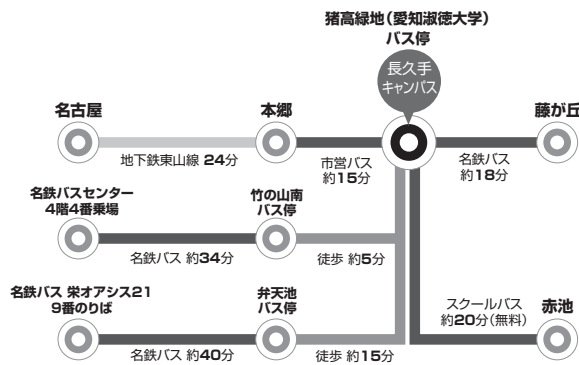 猪高緑地(愛知淑徳大学)
バス停
長久手
キャンパス
名古屋
本郷
藤が丘
地下鉄東山線 24分
市営バス
約15分
名鉄バス
約18分
名鉄バスセンター
4階4番乗場
竹の山南
バス停
名鉄バス 約34分
徒歩 約5分
名鉄バス 栄オアシス21
9番のりば
弁天池
バス停
スクールバス
約20分(無料)
赤池
名鉄バス 約40分
徒歩 約15分